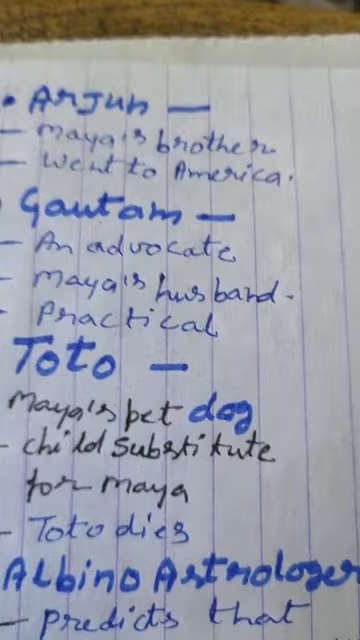 • Arjun —
– Maya's brother
– Went to America.
Gautam —
– An advocate
– Maya's husband.
– Practical
Toto —
Maya's pet dog
– child substitute
for maya
– Toto dies
Albino Astrologer
– predicts that